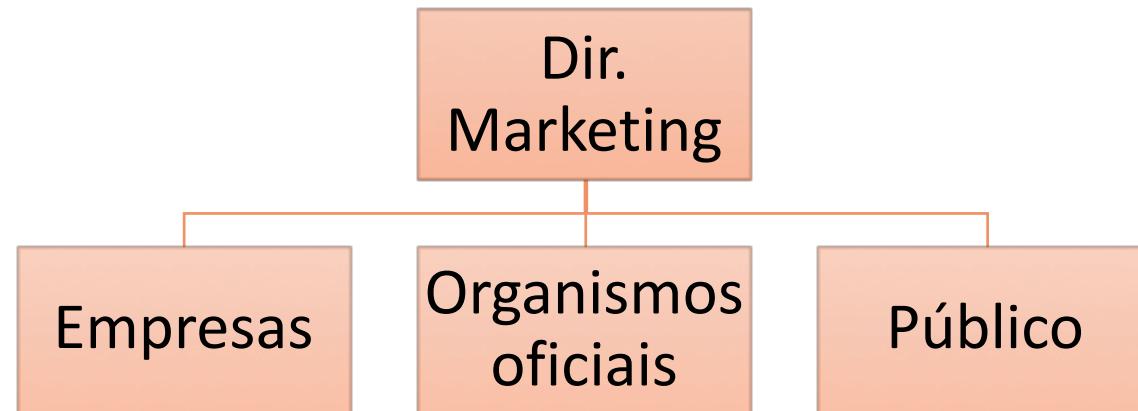 Dir.
Marketing
Empresas
Organismos
oficiais
Público